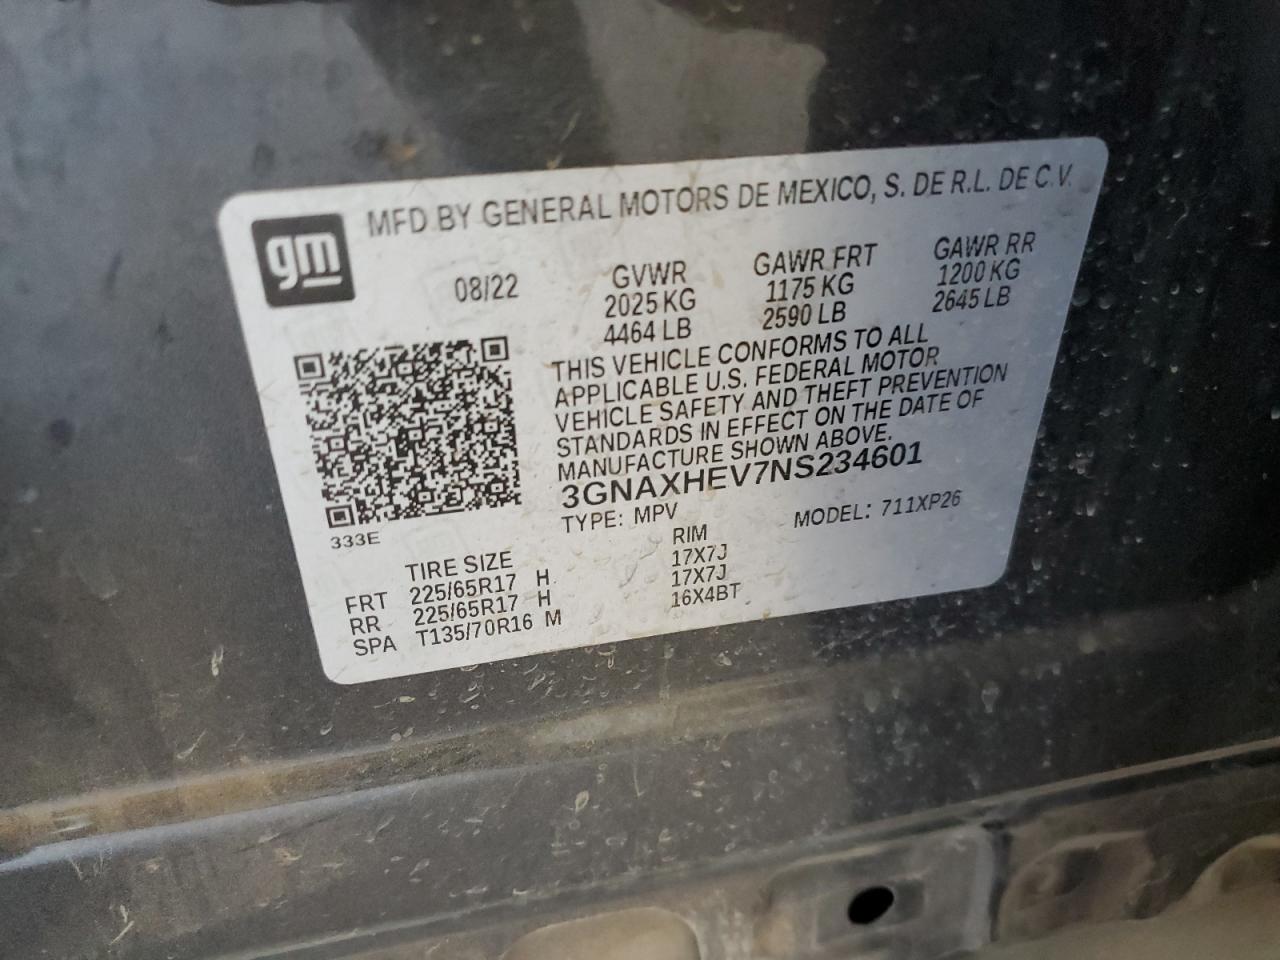 gm
MFD BY GENERAL MOTORS DE MEXICO, S. DE R.L. DE C.V.
08/22
GVWR GAWR FRT GAWR RR
2025 KG 1175 KG 1200 KG
4464 LB 2590 LB 2645 LB
THIS VEHICLE CONFORMS TO ALL
APPLICABLE U.S. FEDERAL MOTOR
VEHICLE SAFETY AND THEFT PREVENTION
STANDARDS IN EFFECT ON THE DATE OF
MANUFACTURE SHOWN ABOVE.
3GNAXHEV7NS234601
TYPE: MPV MODEL: 711XP26
333E
TIRE SIZE RIM
FRT 225/65R17 H 17X7J
RR 225/65R17 H 17X7J
SPA T135/70R16 M 16X4BT